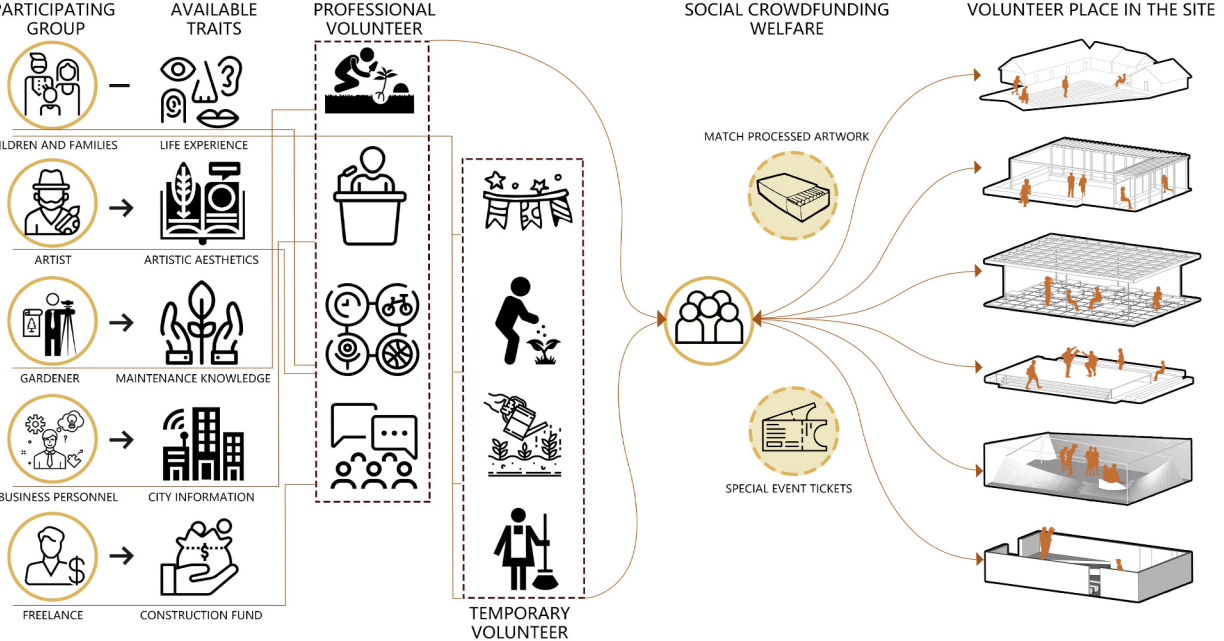 PARTICIPATING
GROUP
AVAILABLE
TRAITS
PROFESSIONAL
VOLUNTEER
SOCIAL CROWDFUNDING
WELFARE
VOLUNTEER PLACE IN THE SITE
MATCH PROCESSED ARTWORK
ILDREN AND FAMILIES
LIFE EXPERIENCE
ARTIST
ARTISTIC AESTHETICS
GARDENER
MAINTENANCE KNOWLEDGE
BUSINESS PERSONNEL
CITY INFORMATION
SPECIAL EVENT TICKETS
$
$
FREELANCE
CONSTRUCTION FUND
TEMPORARY
VOLUNTEER